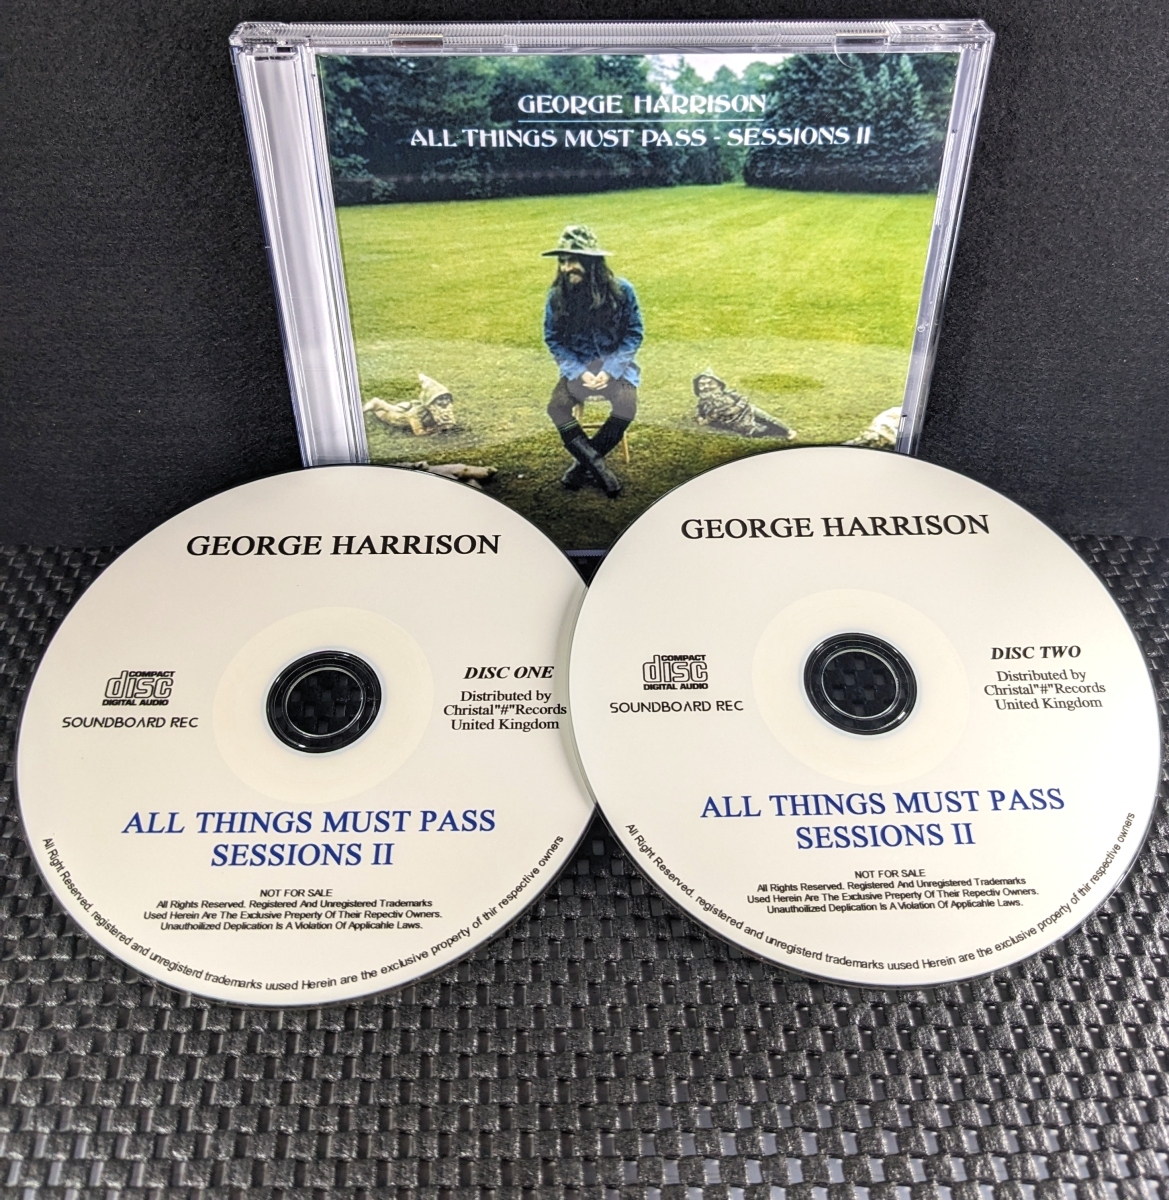 GEORGE HARRISON
ALL THINGS MUST PASS - SESSIONS II
GEORGE HARRISON
COMPACT
disc
DIGITAL AUDIO
SOUNDBOARD REC
DISC ONE
Distributed by
Christal"#"Records
United Kingdom
ALL THINGS MUST PASS
SESSIONS II
NOT FOR SALE
All Rights Reserved. Registered And Unregistered Trademarks
Used Herein Are The Exclusive Preperty Of Their Repectiv Owners.
Unauthoilized Deplication Is A Violation Of Applicahle Laws.
All Right Reserved. registered and unregisterd trademarks uused Herein are the exclusive property of thir respective owners
GEORGE HARRISON
COMPACT
disc
DIGITAL AUDIO
SOUNDBOARD REC
DISC TWO
Distributed by
Christal"#"Records
United Kingdom
ALL THINGS MUST PASS
SESSIONS II
NOT FOR SALE
All Rights Reserved. Registered And Unregistered Trademarks
Used Herein Are The Exclusive Preperty Of Their Repectiv Owners.
Unauthoilized Deplication Is A Violation Of Applicahle Laws.
All Right Reserved. registered and unregisterd trademarks uused Herein are the exclusive property of thir respective owners